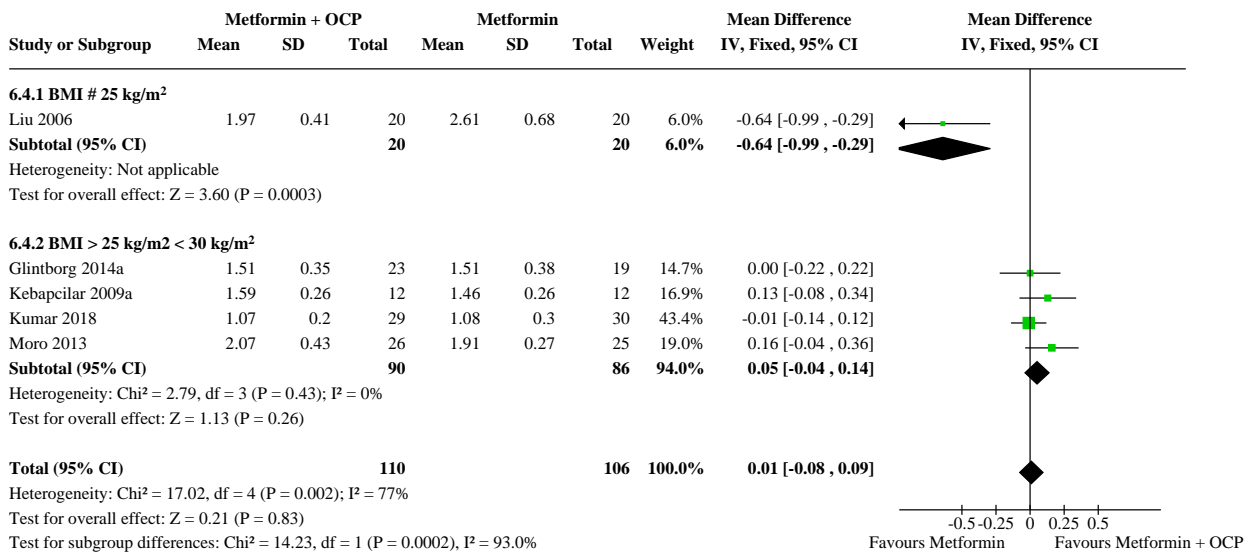 Metformin + OCP Metformin Mean Difference Mean Difference
Study or Subgroup Mean SD Total Mean SD Total Weight IV, Fixed, 95% CI IV, Fixed, 95% CI
6.4.1 BMI # 25 kg/m²
Liu 2006 1.97 0.41 20 2.61 0.68 20 6.0% -0.64 [-0.99 , -0.29]
Subtotal (95% CI) 20 20 6.0% -0.64 [-0.99 , -0.29]
Heterogeneity: Not applicable
Test for overall effect: Z = 3.60 (P = 0.0003)
6.4.2 BMI > 25 kg/m2 < 30 kg/m²
Glintborg 2014a 1.51 0.35 23 1.51 0.38 19 14.7% 0.00 [-0.22 , 0.22]
Kebapcilar 2009a 1.59 0.26 12 1.46 0.26 12 16.9% 0.13 [-0.08 , 0.34]
Kumar 2018 1.07 0.2 29 1.08 0.3 30 43.4% -0.01 [-0.14 , 0.12]
Moro 2013 2.07 0.43 26 1.91 0.27 25 19.0% 0.16 [-0.04 , 0.36]
Subtotal (95% CI) 90 86 94.0% 0.05 [-0.04 , 0.14]
Heterogeneity: Chi² = 2.79, df = 3 (P = 0.43); I² = 0%
Test for overall effect: Z = 1.13 (P = 0.26)
Total (95% CI) 110 106 100.0% 0.01 [-0.08 , 0.09]
Heterogeneity: Chi² = 17.02, df = 4 (P = 0.002); I² = 77%
Test for overall effect: Z = 0.21 (P = 0.83)
-0.5 -0.25 0 0.25 0.5
Test for subgroup differences: Chi² = 14.23, df = 1 (P = 0.0002), I² = 93.0% Favours Metformin Favours Metformin + OCP